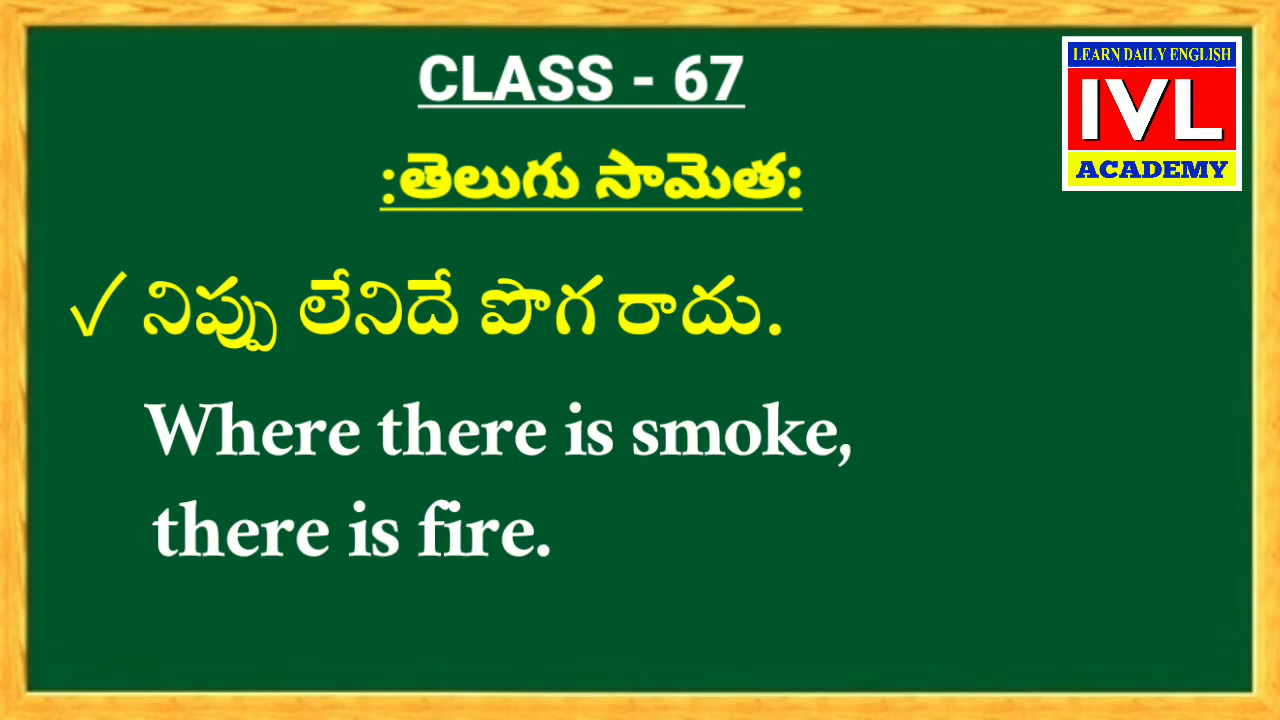 CLASS - 67
LEARN DAILY ENGLISH
IVL
ACADEMY
:తెలుగు సామెత:
✓ నిప్పు లేనిదే పొగ రాదు.
Where there is smoke,
there is fire.